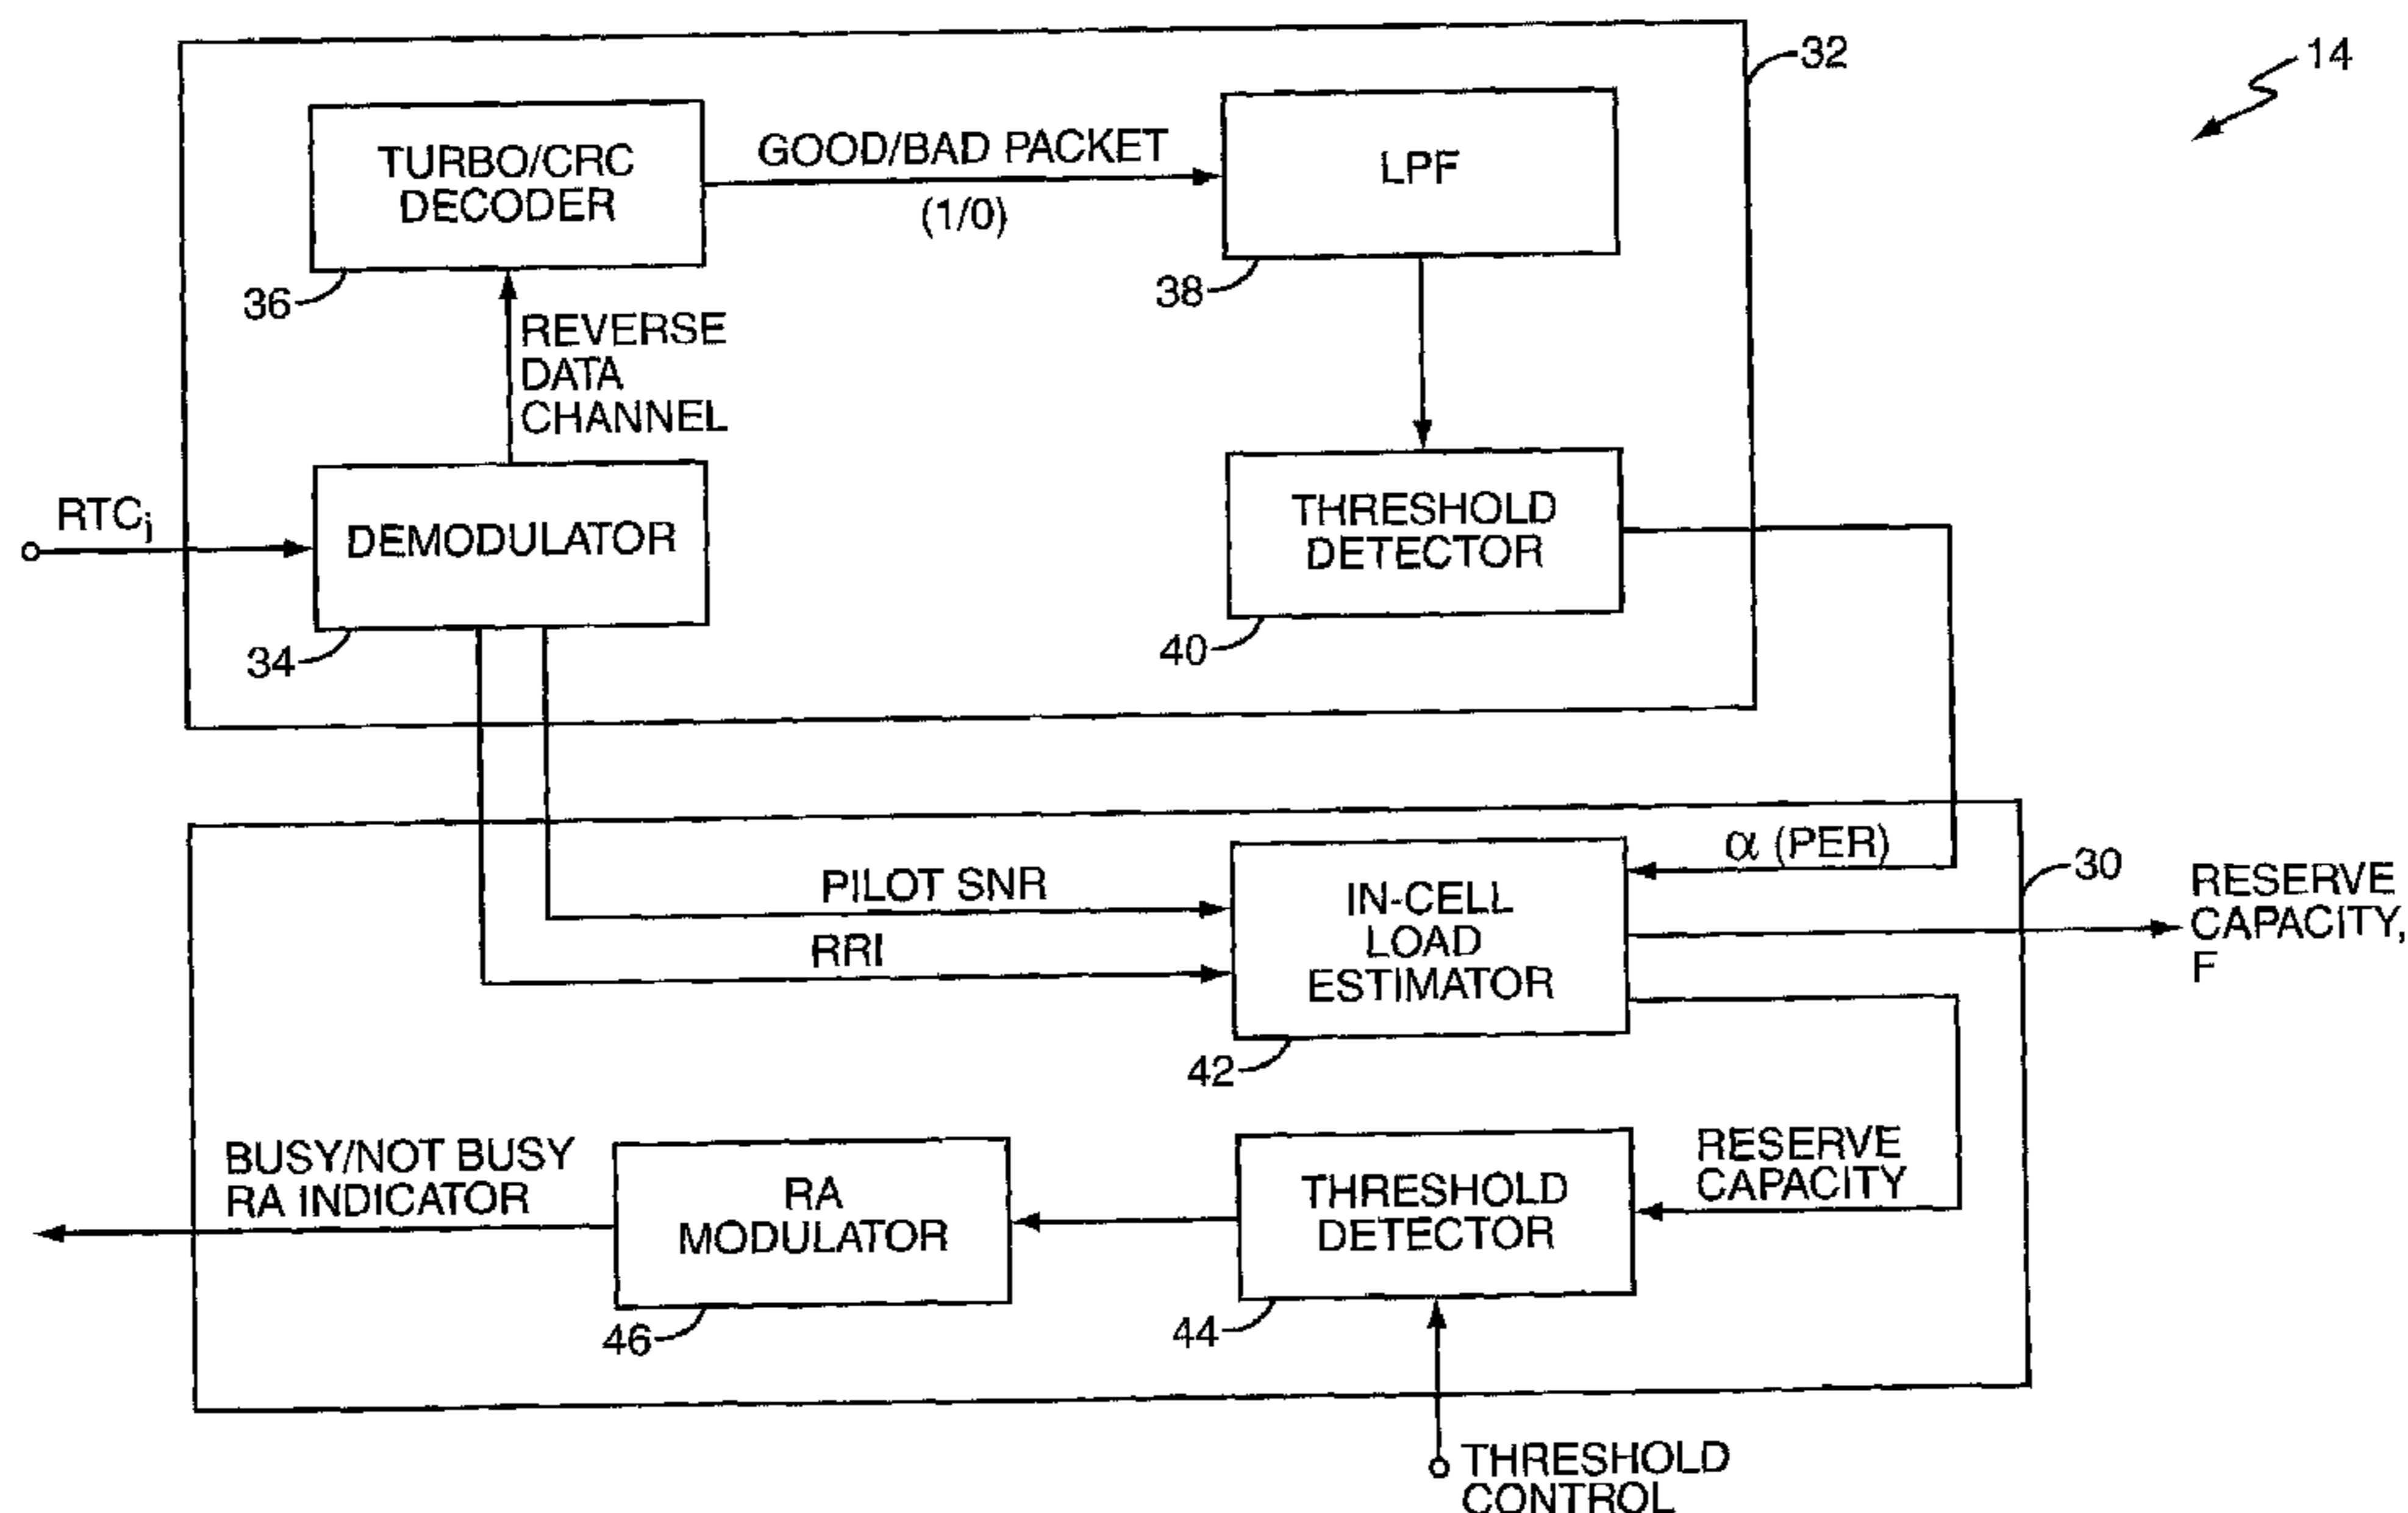 32
14
TURBO/CRC
DECODER
GOOD/BAD PACKET
(1/0)
LPF
36
38
REVERSE
DATA
CHANNEL
RTCj
DEMODULATOR
THRESHOLD
DETECTOR
34
40
α (PER)
30
PILOT SNR
RRI
IN-CELL
LOAD
ESTIMATOR
RESERVE
CAPACITY,
F
42
BUSY/NOT BUSY
RA INDICATOR
RA
MODULATOR
THRESHOLD
DETECTOR
RESERVE
CAPACITY
46
44
THRESHOLD
CONTROL